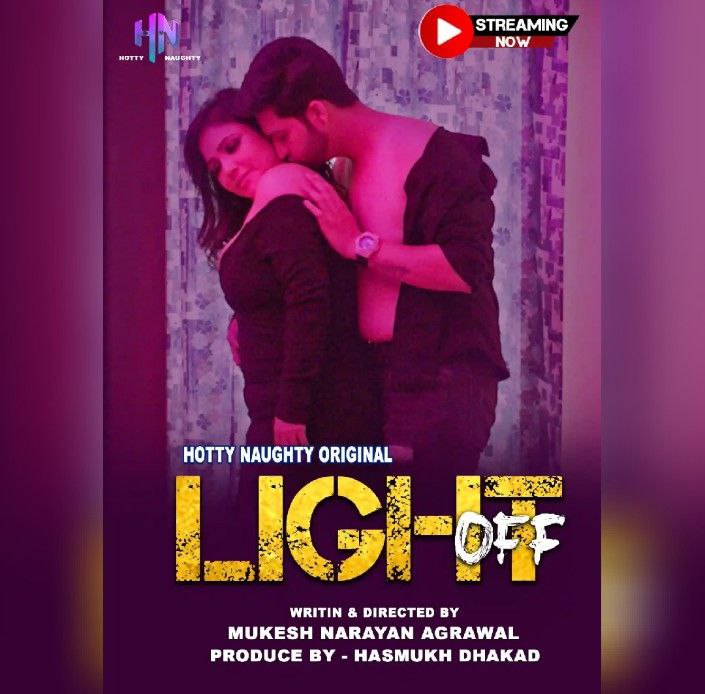 HN
HOTTY NAUGHTY
STREAMING
NOW
HOTTY NAUGHTY ORIGINAL
LIGHT
OFF
WRITIN & DIRECTED BY
MUKESH NARAYAN AGRAWAL
PRODUCE BY - HASMUKH DHAKAD